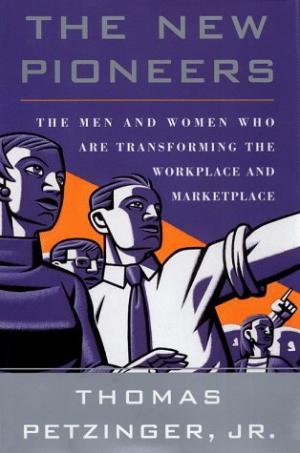 THE NEW
PIONEERS
THE MEN AND WOMEN WHO
ARE TRANSFORMING THE
WORKPLACE AND
MARKETPLACE
THOMAS
PETZINGER, JR.